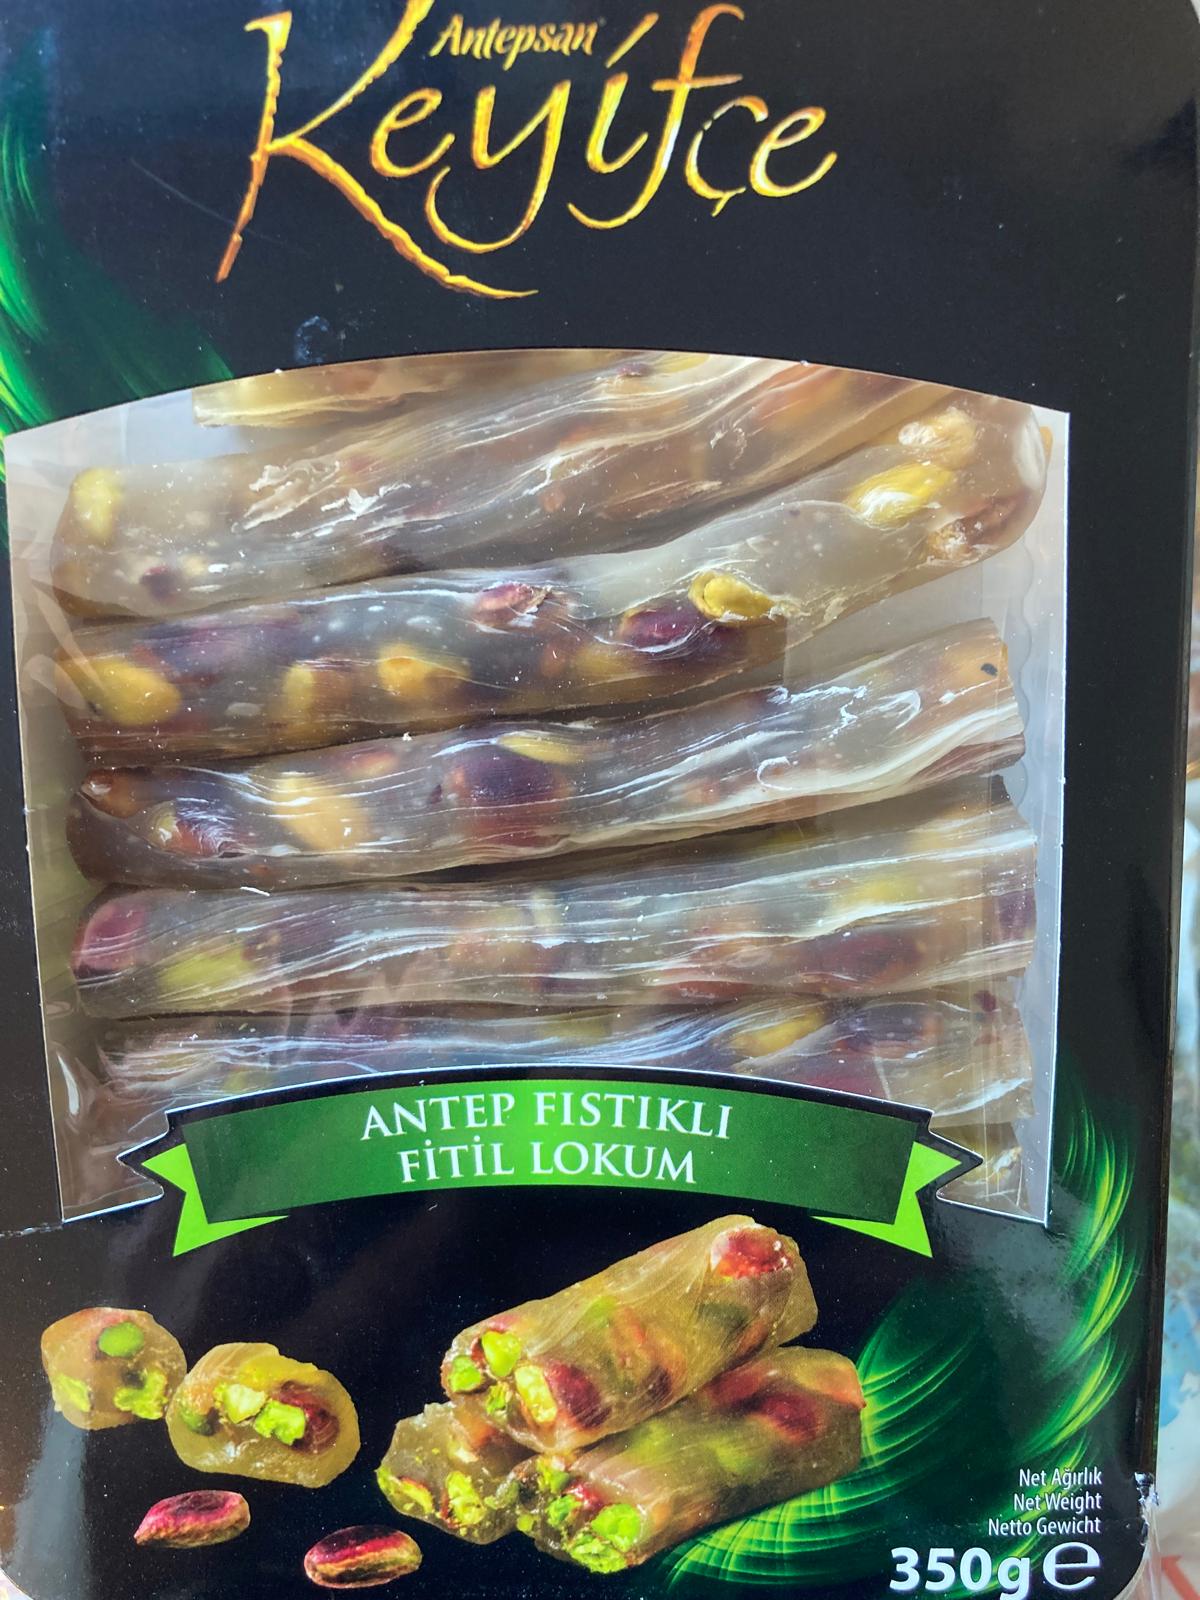 Antepsan
Keyifçe
ANTEP FISTIKLI
FİTİL LOKUM
Net Ağırlık
Net Weight
Netto Gewicht
350g ℮